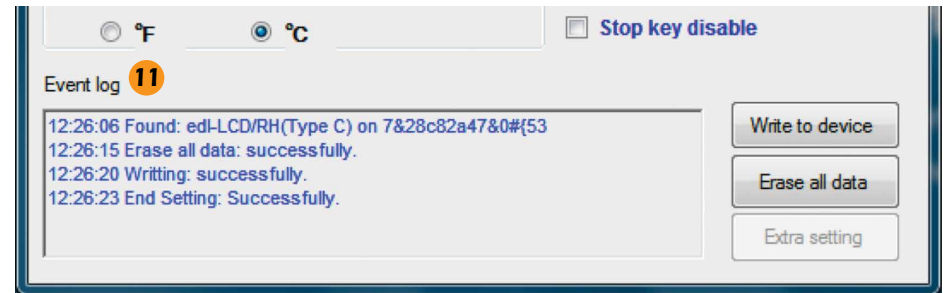 °F °C Stop key disable
Event log 11
12:26:06 Found: edl-LCD/RH(Type C) on 7&28c82a47&0#{53
12:26:15 Erase all data: successfully.
12:26:20 Writting: successfully.
12:26:23 End Setting: Successfully.
Write to device
Erase all data
Extra setting